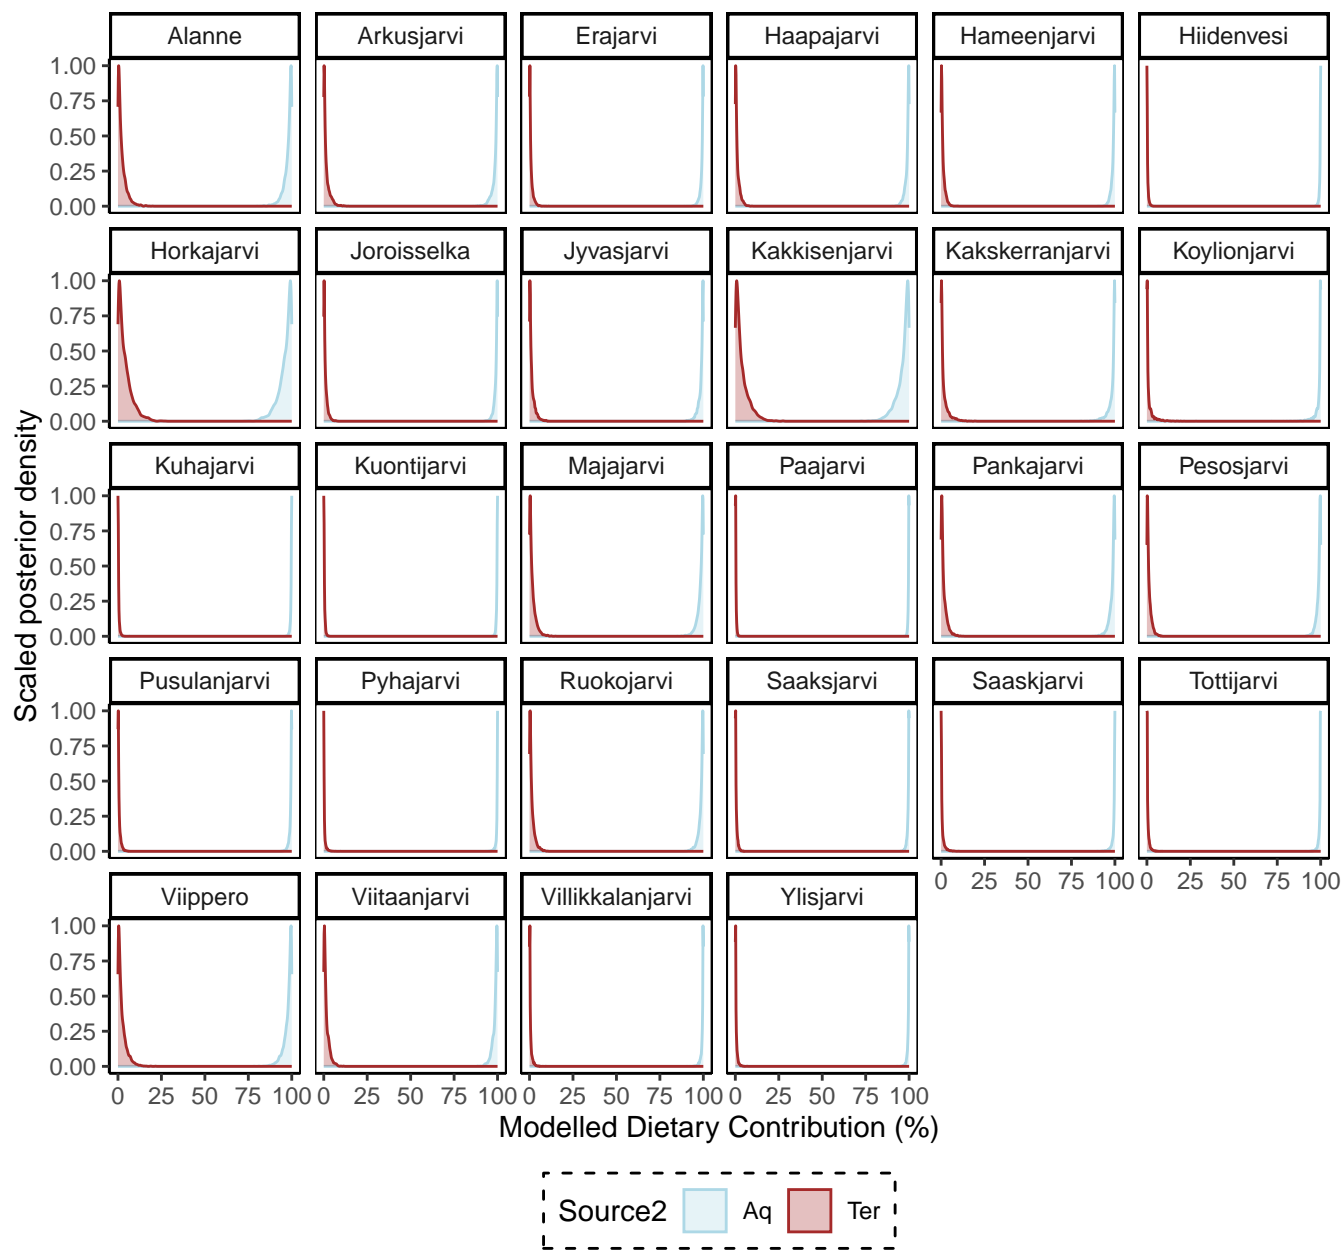 Alanne Arkusjarvi Erajarvi Haapajarvi Hameenjarvi Hiidenvesi
1.00
0.75
0.50
0.25
0.00
Horkajarvi Joroisselka Jyvasjarvi Kakkisenjarvi Kakskerranjarvi Koylionjarvi
1.00
0.75
0.50
0.25
0.00
Kuhajarvi Kuontijarvi Majajarvi Paajarvi Pankajarvi Pesosjarvi
1.00
0.75
0.50
0.25
0.00
Pusulanjarvi Pyhajarvi Ruokojarvi Saaksjarvi Saaskjarvi Tottijarvi
1.00
0.75
0.50
0.25
0.00
0 25 50 75 100 0 25 50 75 100
Viippero Viitaanjarvi Villikkalanjarvi Ylisjarvi
1.00
0.75
0.50
0.25
0.00
0 25 50 75 100 0 25 50 75 100 0 25 50 75 100 0 25 50 75 100
Scaled posterior density
Modelled Dietary Contribution (%)
Source2 Aq Ter